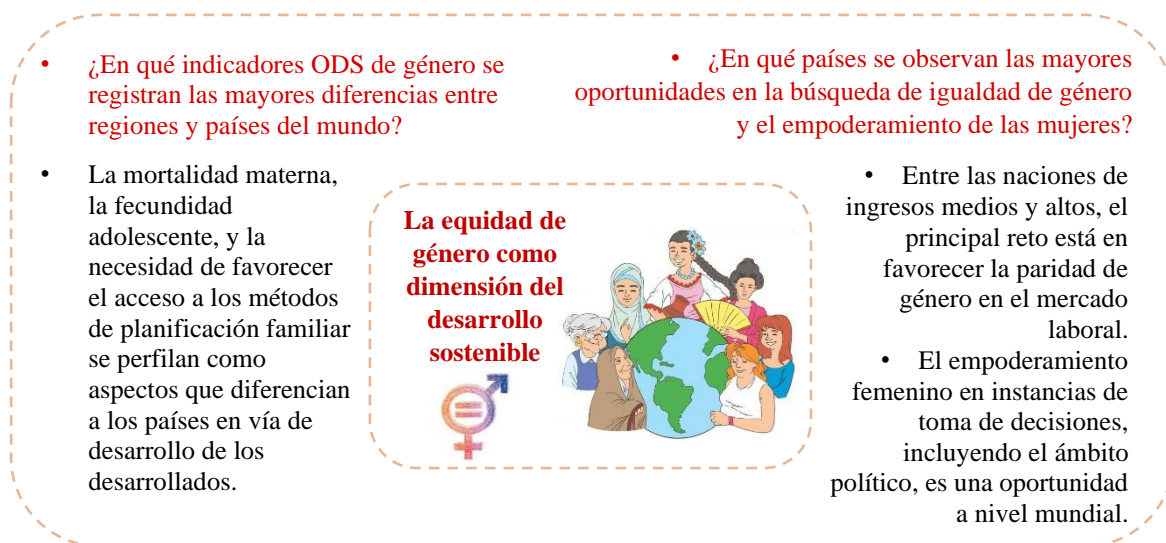 • ¿En qué indicadores ODS de género se
registran las mayores diferencias entre
regiones y países del mundo?
• La mortalidad materna,
la fecundidad
adolescente, y la
necesidad de favorecer
el acceso a los métodos
de planificación familiar
se perfilan como
aspectos que diferencian
a los países en vía de
desarrollo de los
desarrollados.
La equidad de
género como
dimensión del
desarrollo
sostenible
• ¿En qué países se observan las mayores
oportunidades en la búsqueda de igualdad de género
y el empoderamiento de las mujeres?
• Entre las naciones de
ingresos medios y altos, el
principal reto está en
favorecer la paridad de
género en el mercado
laboral.
• El empoderamiento
femenino en instancias de
toma de decisiones,
incluyendo el ámbito
político, es una oportunidad
a nivel mundial.